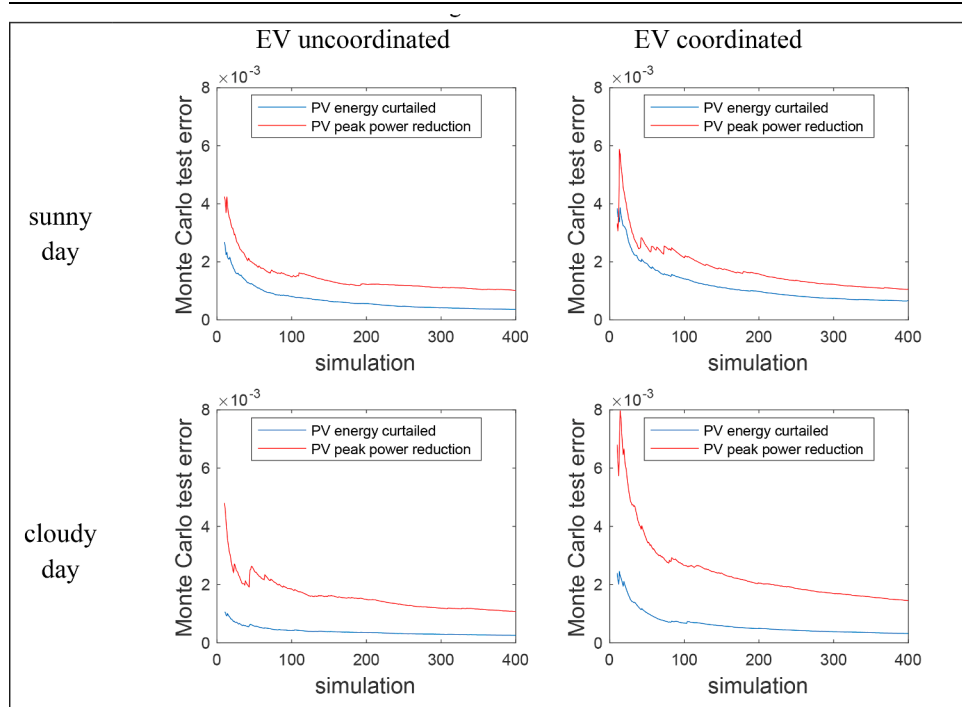 EV uncoordinated EV coordinated
sunny
day
×10-3
8
6
4
2
0
0 100 200 300 400
Monte Carlo test error
simulation
PV energy curtailed
PV peak power reduction
×10-3
8
6
4
2
0
0 100 200 300 400
Monte Carlo test error
simulation
PV energy curtailed
PV peak power reduction
cloudy
day
×10-3
8
6
4
2
0
0 100 200 300 400
Monte Carlo test error
simulation
PV energy curtailed
PV peak power reduction
×10-3
8
6
4
2
0
0 100 200 300 400
Monte Carlo test error
simulation
PV energy curtailed
PV peak power reduction